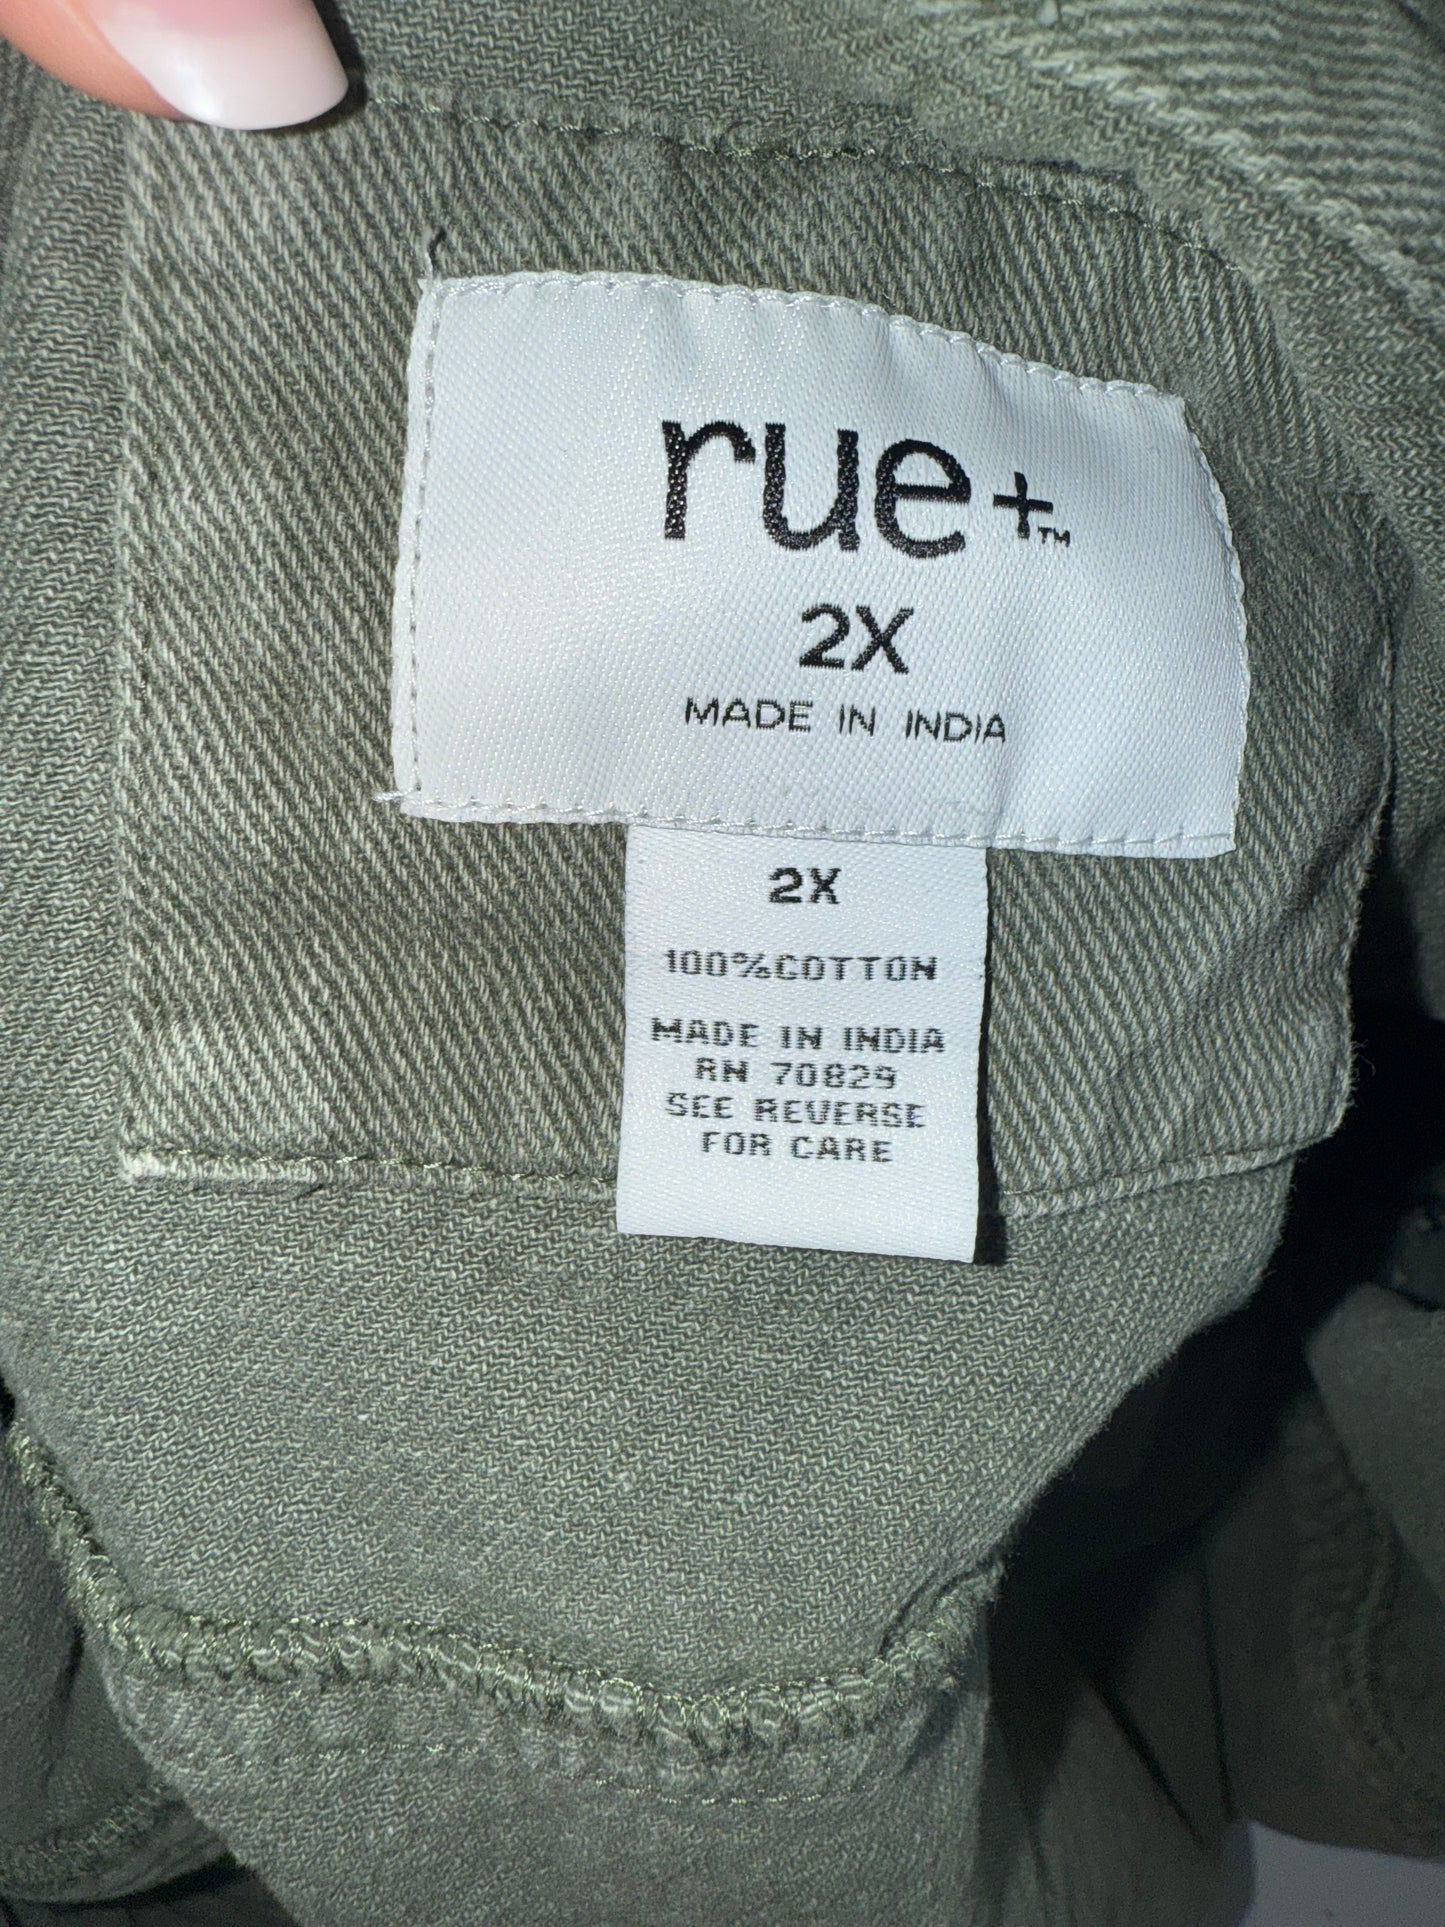 rue+™
2X
MADE IN INDIA
2X
100%COTTON
MADE IN INDIA
RN 70829
SEE REVERSE
FOR CARE